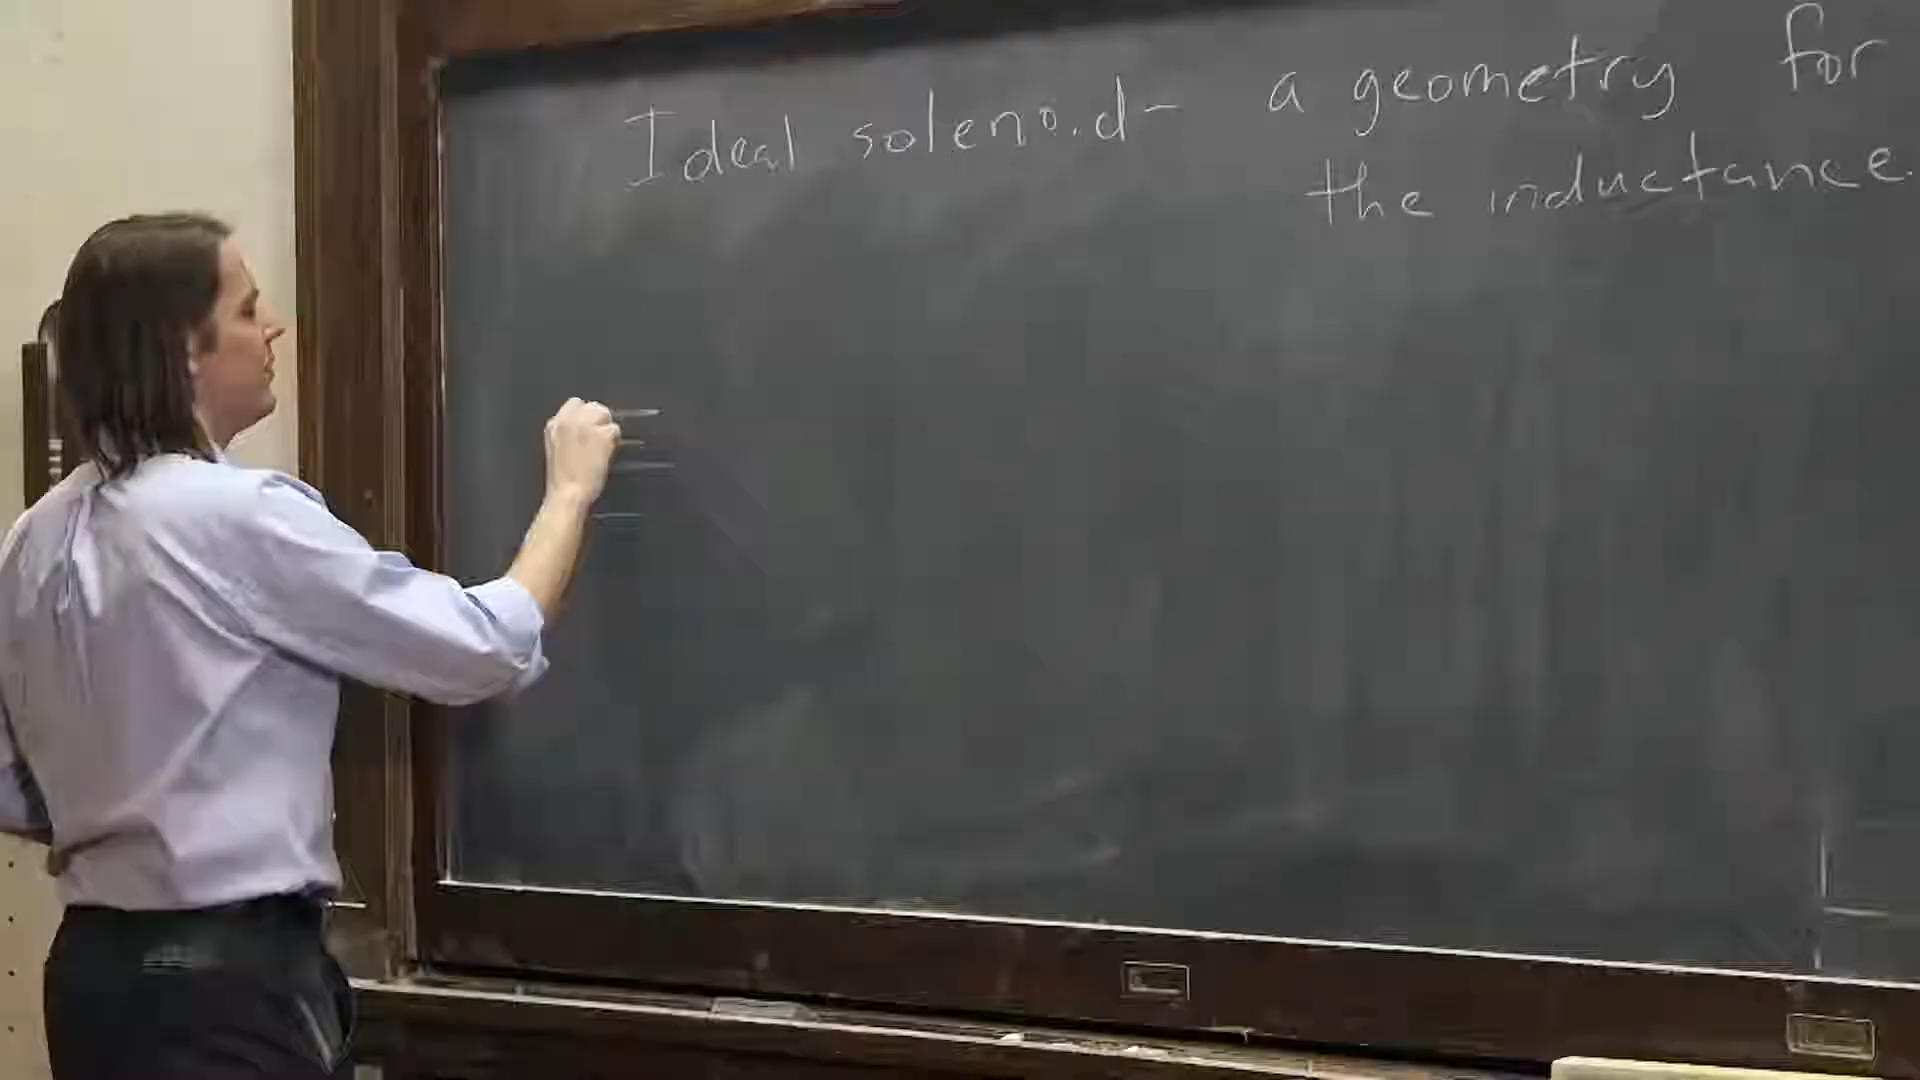 Ideal solenoid - a geometry for
the inductance.